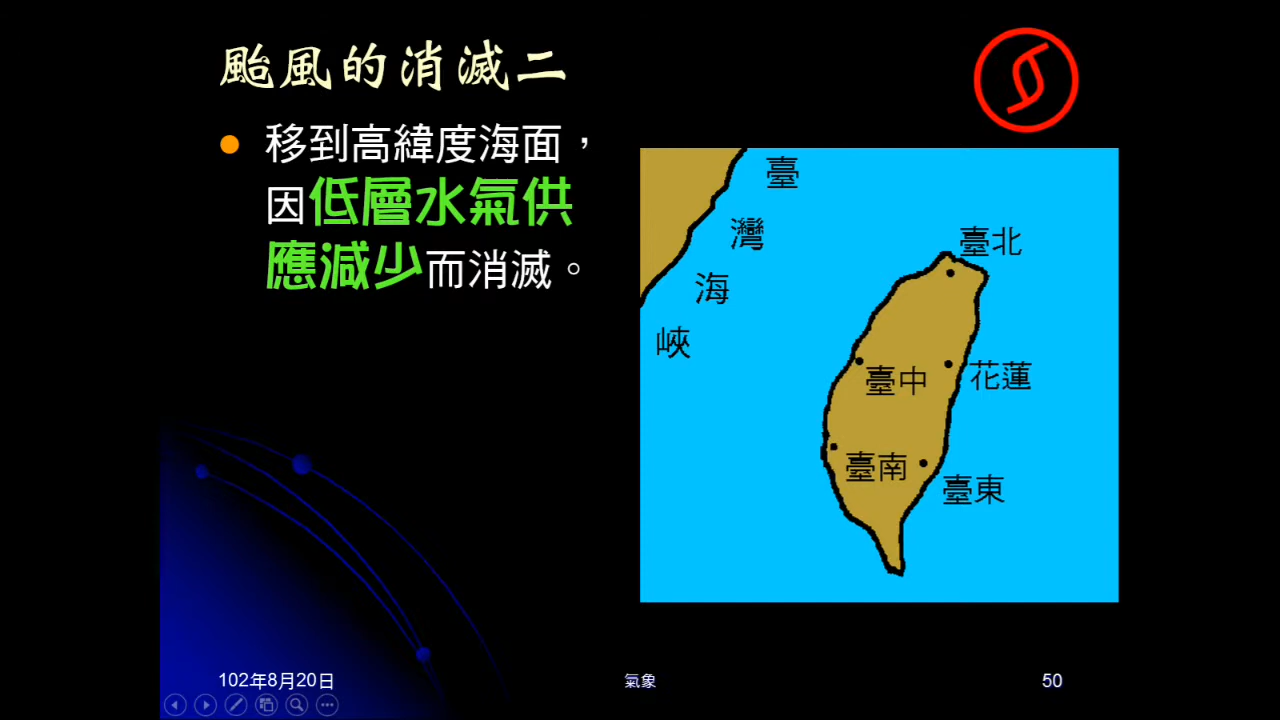 颱風的消滅二
移到高緯度海面，
因低層水氣供
應減少而消滅。
臺
灣
海
峽
臺北
臺中
花蓮
臺南
臺東
102年8月20日
氣象
50